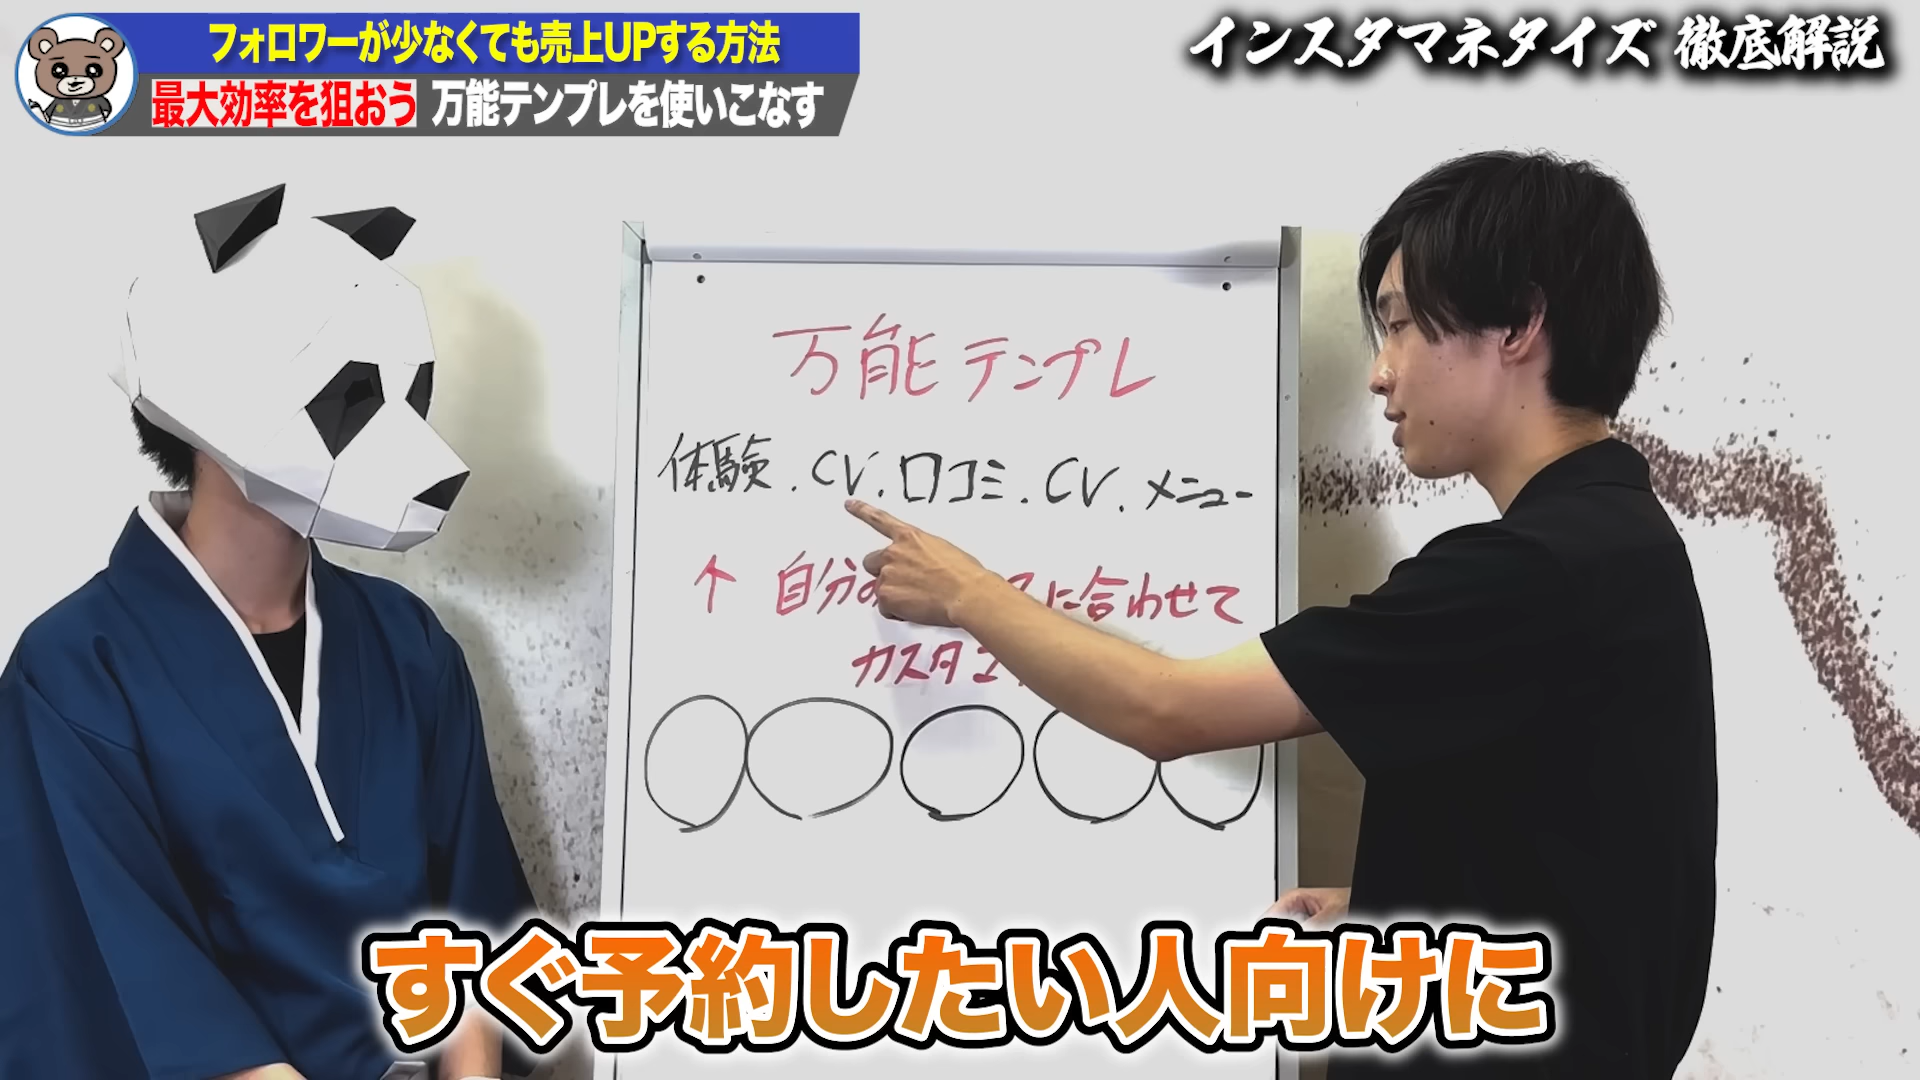 フォロワーが少なくても売上UPする方法
最大効率を狙おう 万能テンプレを使いこなす
インスタマネタイズ 徹底解説
万能テンプレ
体験.CV.口コミ.CV.メニュー
↑ 自分 に合わせて
カスタ
すぐ予約したい人向けに